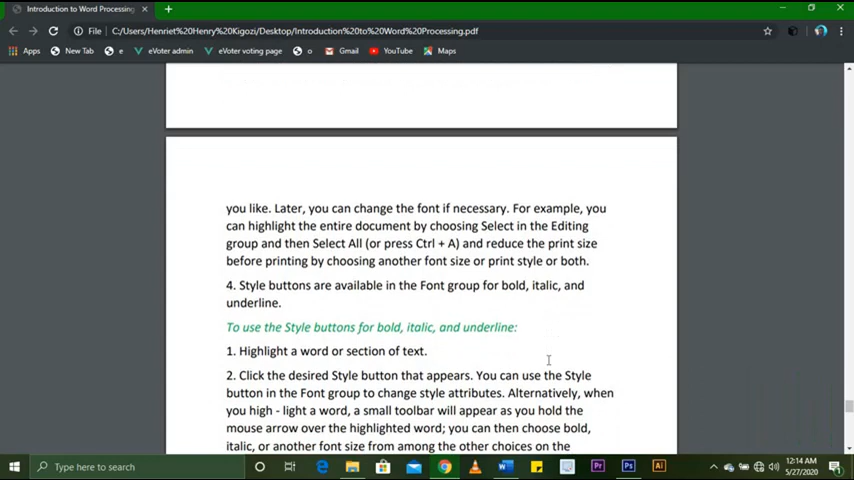 Introduction to Word Processing
File | C:/Users/Henriet%20Henry%20Kigozi/Desktop/Introduction%20to%20Word%20Processing.pdf
Apps New Tab e eVoter admin eVoter voting page o Gmail YouTube Maps
you like. Later, you can change the font if necessary. For example, you
can highlight the entire document by choosing Select in the Editing
group and then Select All (or press Ctrl + A) and reduce the print size
before printing by choosing another font size or print style or both.
4. Style buttons are available in the Font group for bold, italic, and
underline.
To use the Style buttons for bold, italic, and underline:
1. Highlight a word or section of text.
2. Click the desired Style button that appears. You can use the Style
button in the Font group to change style attributes. Alternatively, when
you high - light a word, a small toolbar will appear as you hold the
mouse arrow over the highlighted word; you can then choose bold,
italic, or another font size from among the other choices on the
Type here to search
Pr
Ps
Ai
12:14 AM
5/27/2020